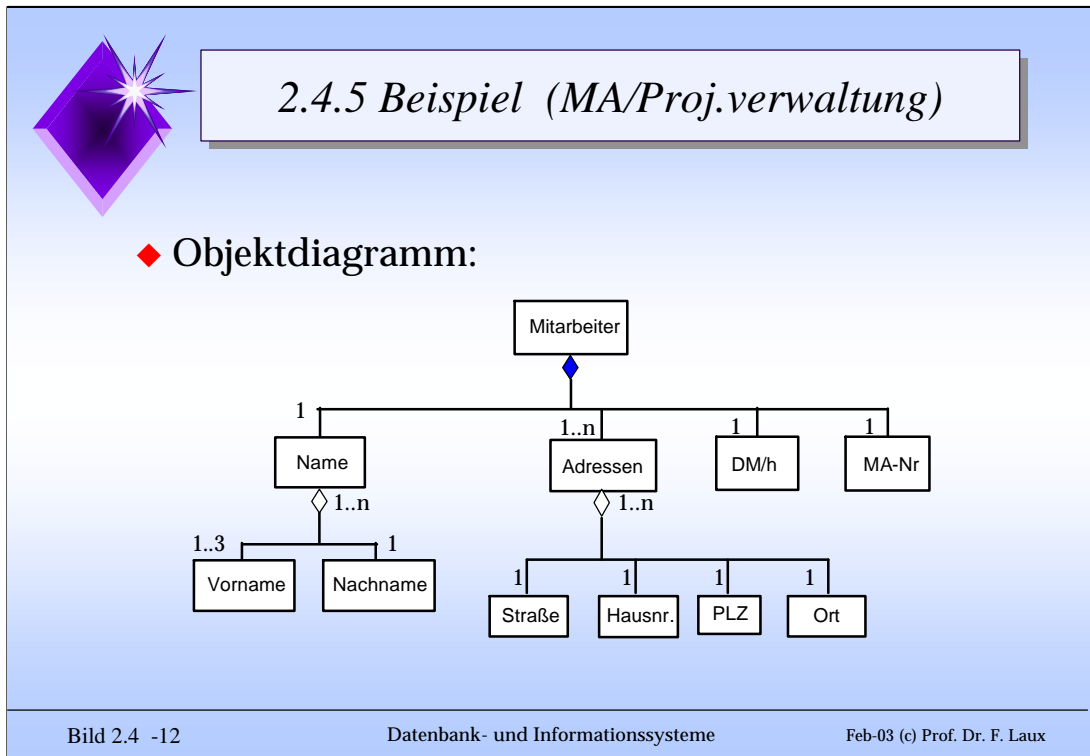 2.4.5 Beispiel (MA/Proj.verwaltung)
Objektdiagramm:
Mitarbeiter
1 1..n 1 1
Name Adressen DM/h MA-Nr
1..n 1..n
1..3 1
Vorname Nachname
1 1 1 1
Straße Hausnr. PLZ Ort
Bild 2.4 -12 Datenbank- und Informationssysteme Feb-03 (c) Prof. Dr. F. Laux